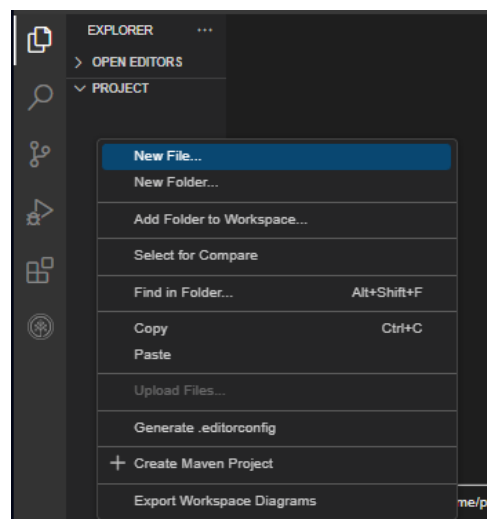 EXPLORER ...
> OPEN EDITORS
PROJECT
New File...
New Folder...
Add Folder to Workspace...
Select for Compare
Find in Folder... Alt+Shift+F
Copy Ctrl+C
Paste
Upload Files...
Generate .editorconfig
+ Create Maven Project
Export Workspace Diagrams
me/p